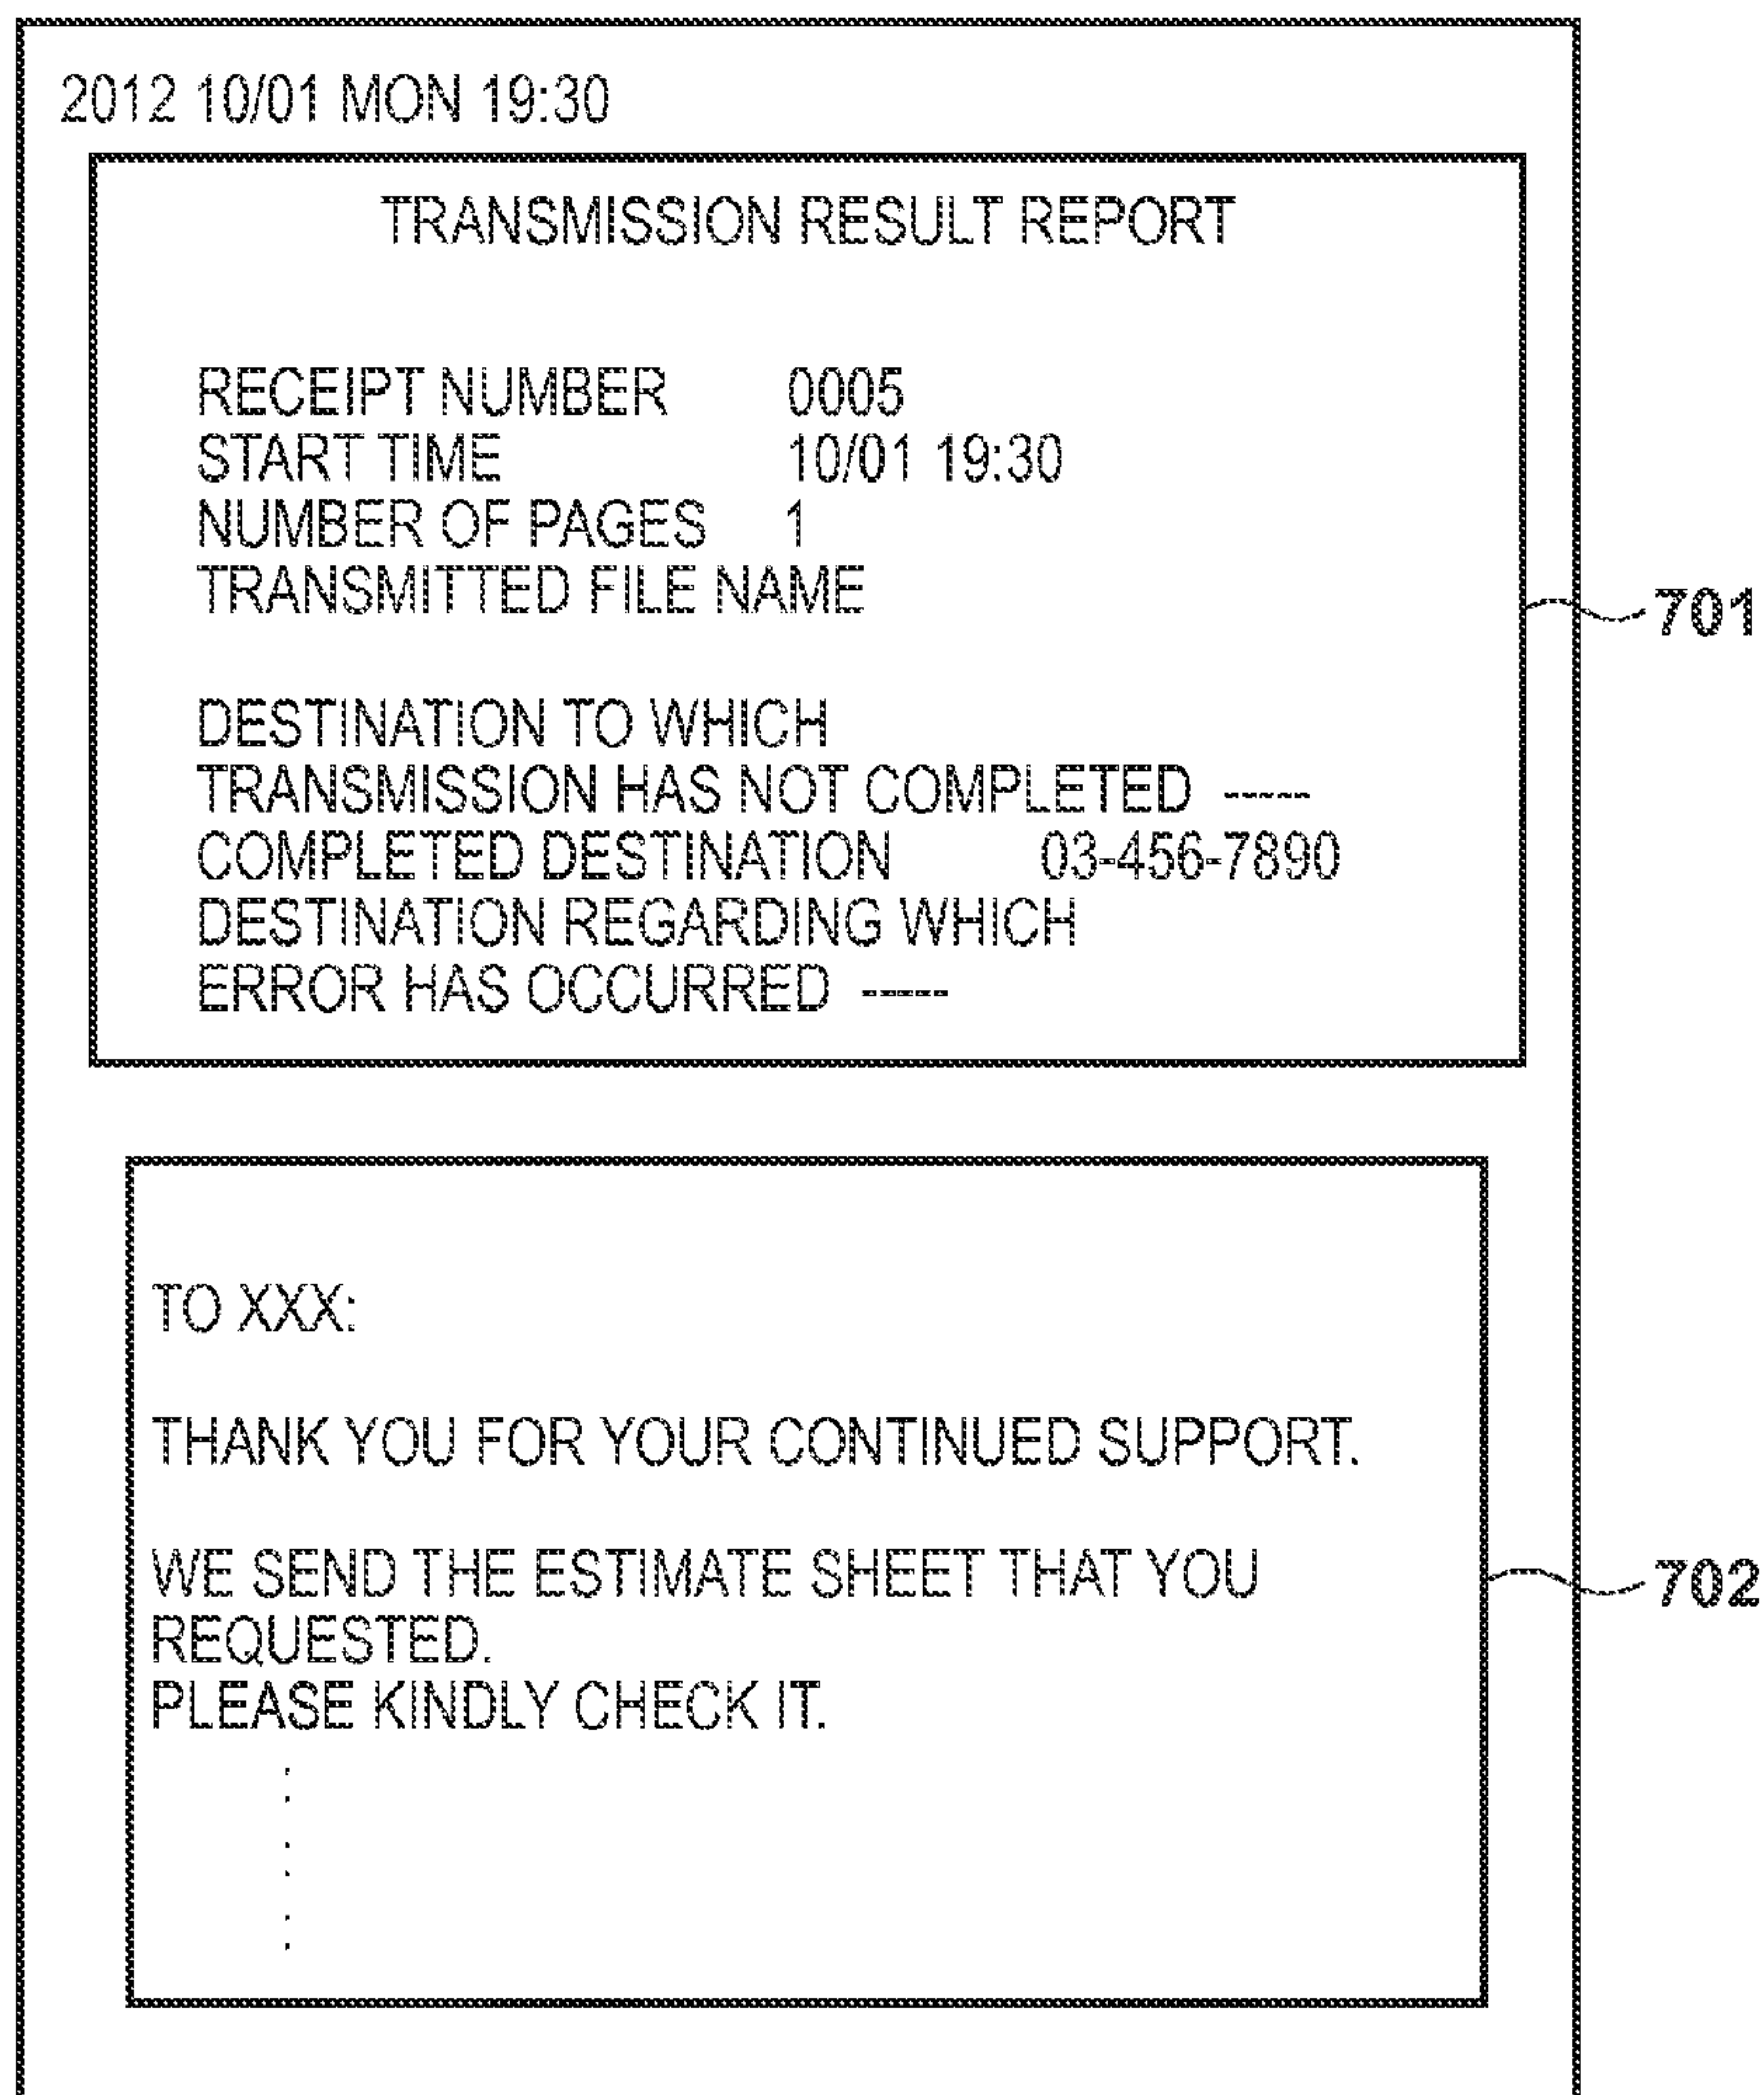 2012 10/01 MON 19:30
TRANSMISSION RESULT REPORT
RECEIPT NUMBER 0005
START TIME 10/01 19:30
NUMBER OF PAGES 1
TRANSMITTED FILE NAME
701
DESTINATION TO WHICH
TRANSMISSION HAS NOT COMPLETED -----
COMPLETED DESTINATION 03-456-7890
DESTINATION REGARDING WHICH
ERROR HAS OCCURRED -----
TO XXX:
THANK YOU FOR YOUR CONTINUED SUPPORT.
WE SEND THE ESTIMATE SHEET THAT YOU
702
REQUESTED.
PLEASE KINDLY CHECK IT.